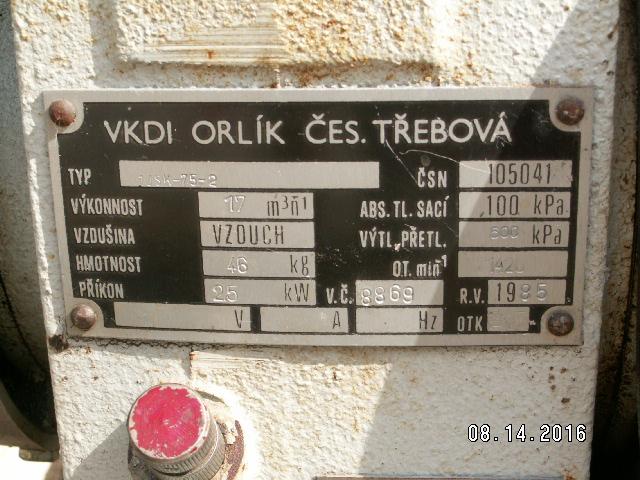 VKDI ORLÍK ČES. TŘEBOVÁ
TYP ČSN 105041
VÝKONNOST 17 m³h⁻¹ ABS. TL. SACÍ 100 kPa
VZDUŠINA VZDUCH VÝTL. PŘETL. kPa
HMOTNOST 46 kg OT. min⁻¹
PŘÍKON 25 kW V.Č. 8869 R.V. 1985
V A Hz OTK
08.14.2016